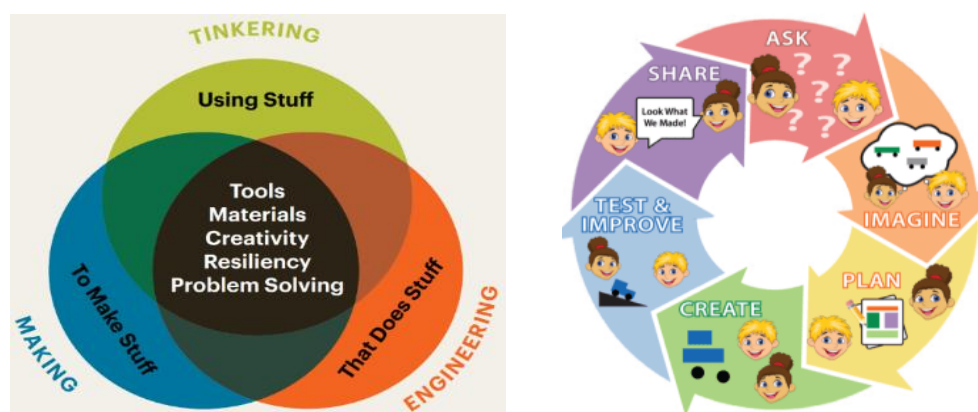 TINKERING
Using Stuff
Tools
Materials
Creativity
Resiliency
Problem Solving
To Make Stuff
That Does Stuff
MAKING
ENGINEERING
ASK
? ? ? ? ?
IMAGINE
PLAN
CREATE
TEST &
IMPROVE
SHARE
Look What
We Made!